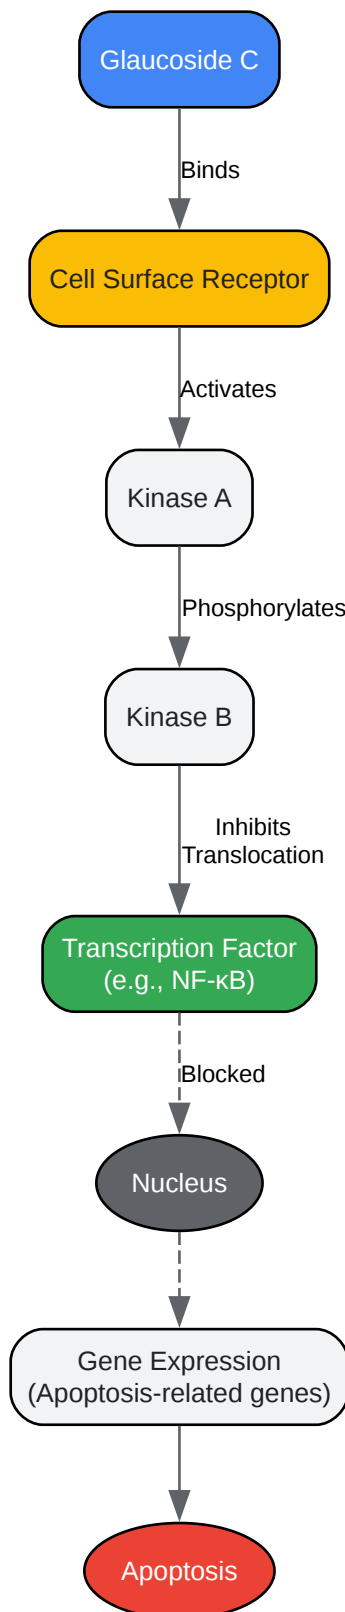 Glaucoside C
Binds
Cell Surface Receptor
Activates
Kinase A
Phosphorylates
Kinase B
Inhibits
Translocation
Transcription Factor
(e.g., NF-κB)
Blocked
Nucleus
Gene Expression
(Apoptosis-related genes)
Apoptosis